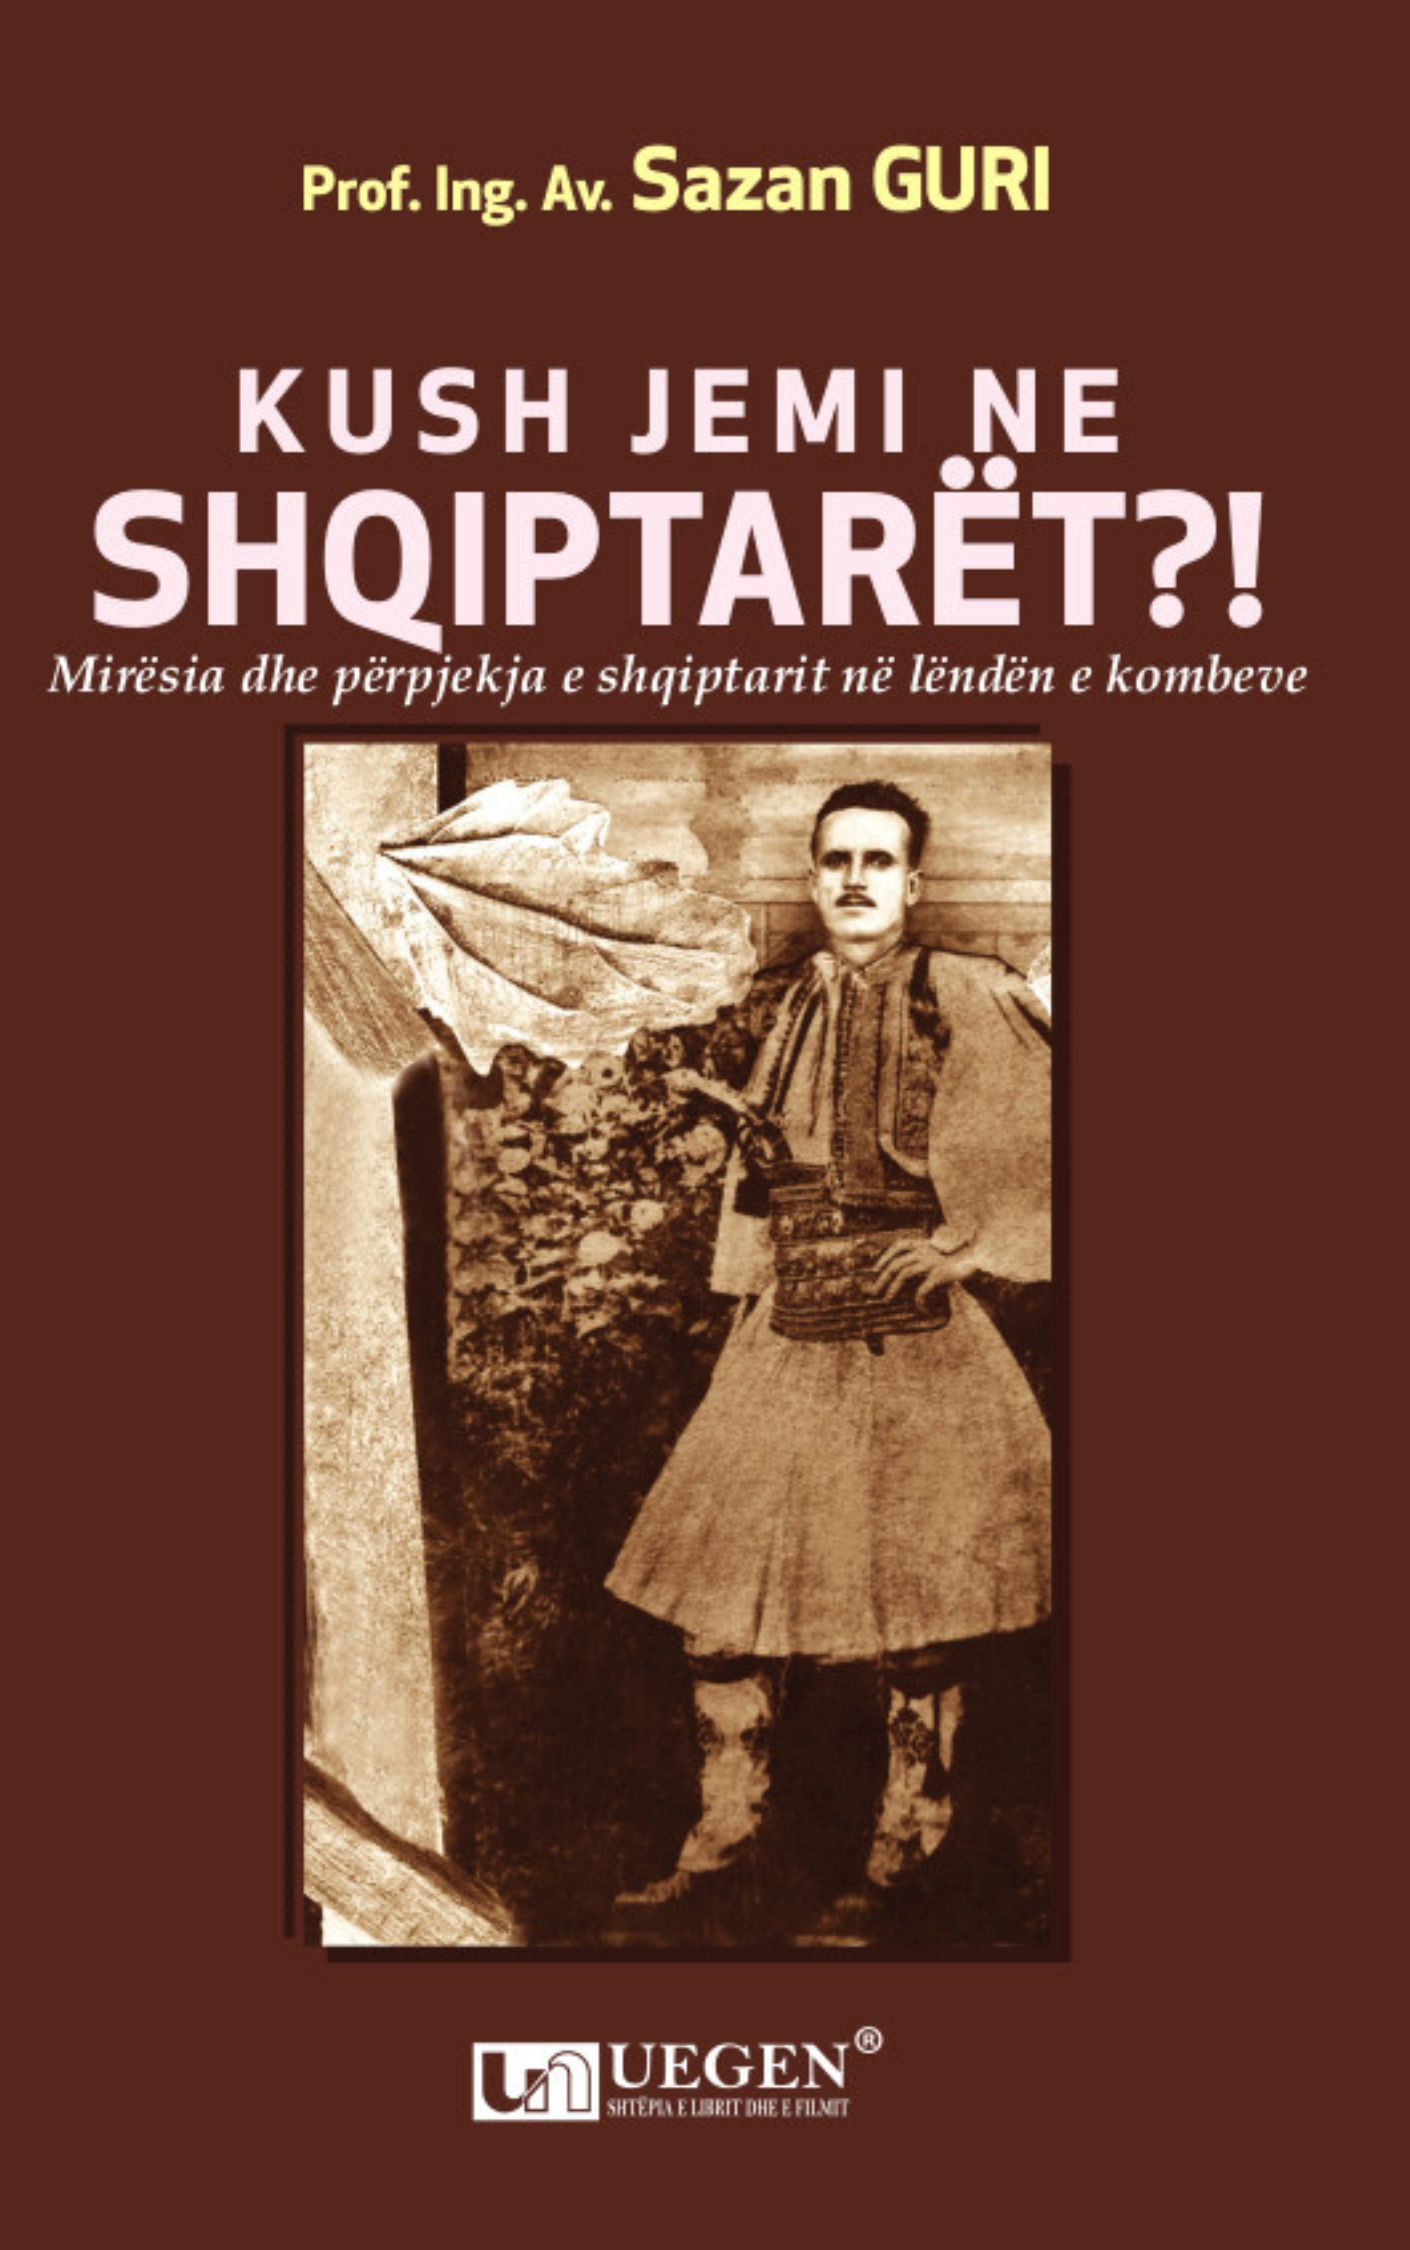 Prof. Ing. Av. Sazan GURI
KUSH JEMI NE
SHQIPTARËT?!
Mirësia dhe përpjekja e shqiptarit në lëndën e kombeve
UEGEN®
SHTËPIA E LIBRIT DHE E FILMIT